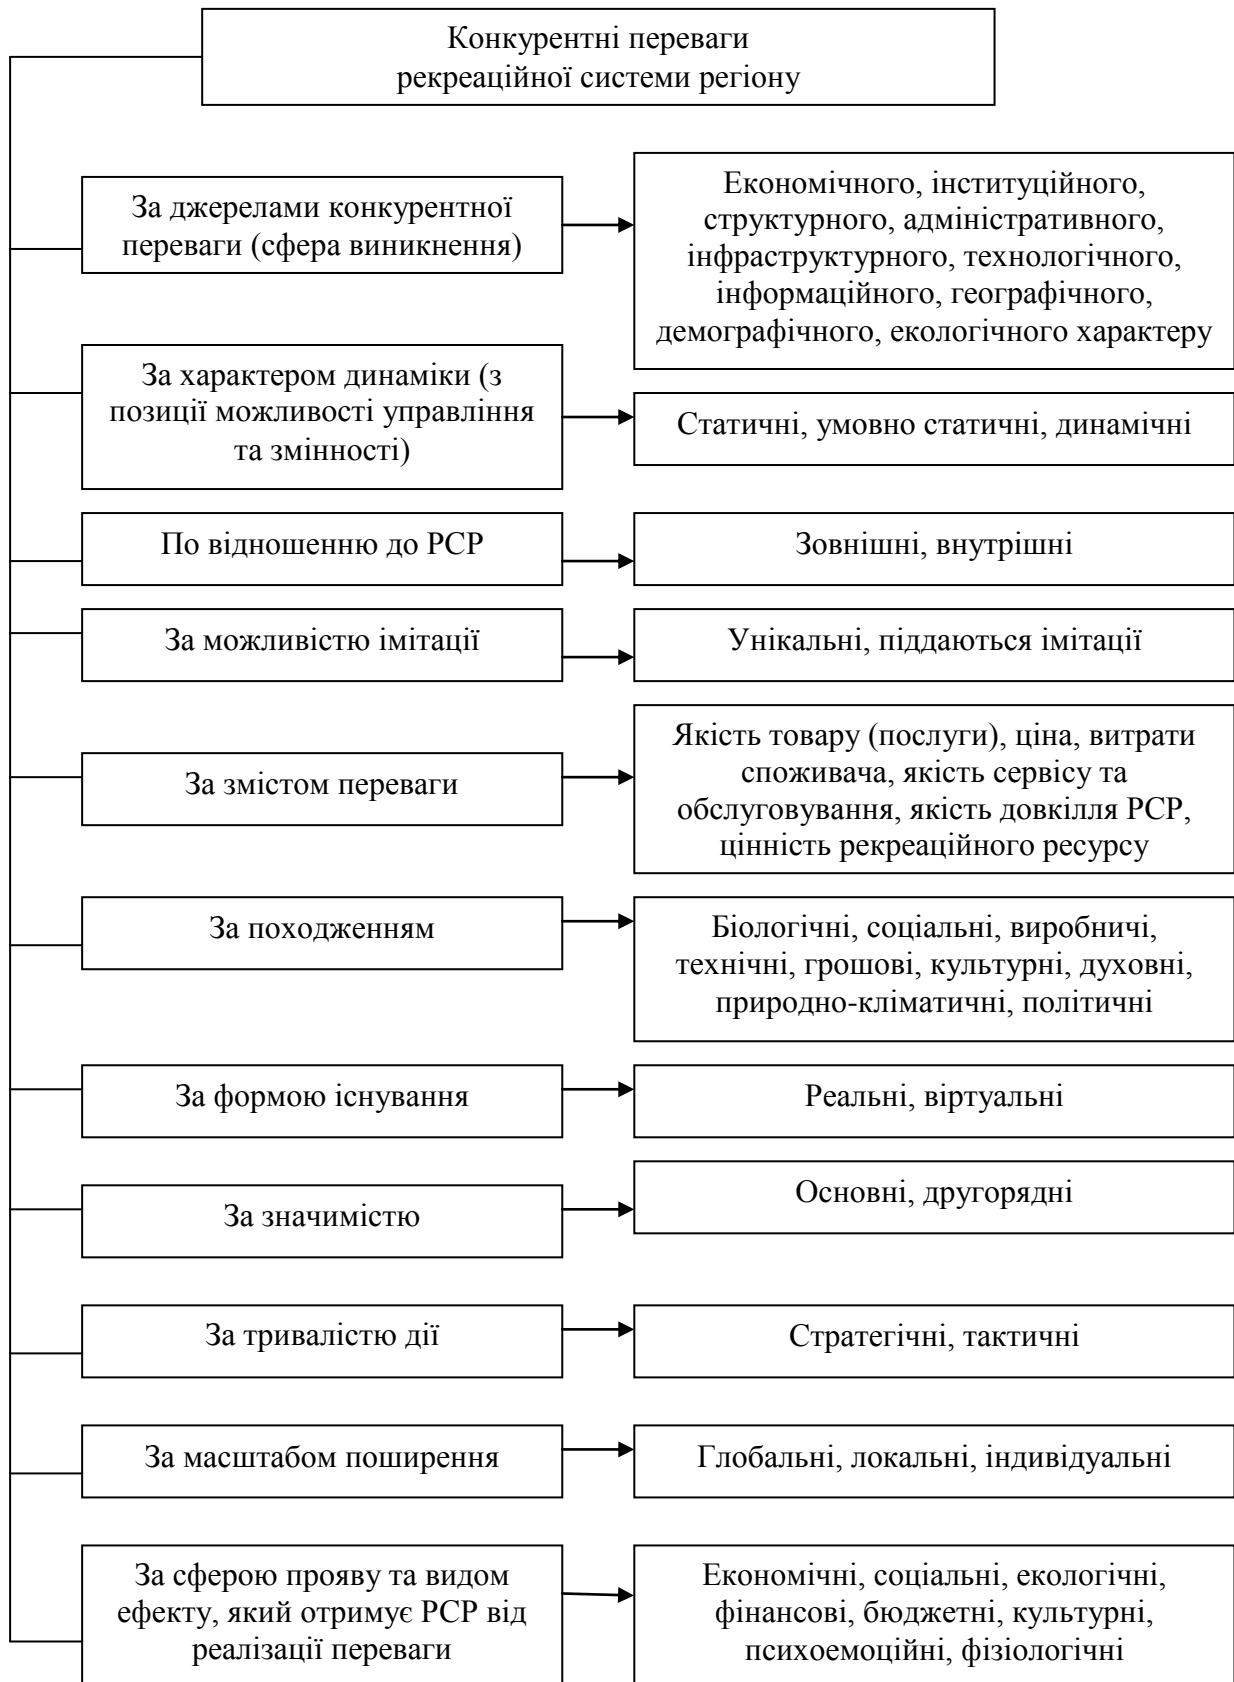 Конкурентні переваги
рекреаційної системи регіону
За джерелами конкурентної
переваги (сфера виникнення)
Економічного, інституційного,
структурного, адміністративного,
інфраструктурного, технологічного,
інформаційного, географічного,
демографічного, екологічного характеру
За характером динаміки (з
позиції можливості управління
та змінності)
Статичні, умовно статичні, динамічні
По відношенню до РСР
Зовнішні, внутрішні
За можливістю імітації
Унікальні, піддаються імітації
За змістом переваги
Якість товару (послуги), ціна, витрати
споживача, якість сервісу та
обслуговування, якість довкілля РСР,
цінність рекреаційного ресурсу
За походженням
Біологічні, соціальні, виробничі,
технічні, грошові, культурні, духовні,
природно-кліматичні, політичні
За формою існування
Реальні, віртуальні
За значимістю
Основні, другорядні
За тривалістю дії
Стратегічні, тактичні
За масштабом поширення
Глобальні, локальні, індивідуальні
За сферою прояву та видом
ефекту, який отримує РСР від
реалізації переваги
Економічні, соціальні, екологічні,
фінансові, бюджетні, культурні,
психоемоційні, фізіологічні